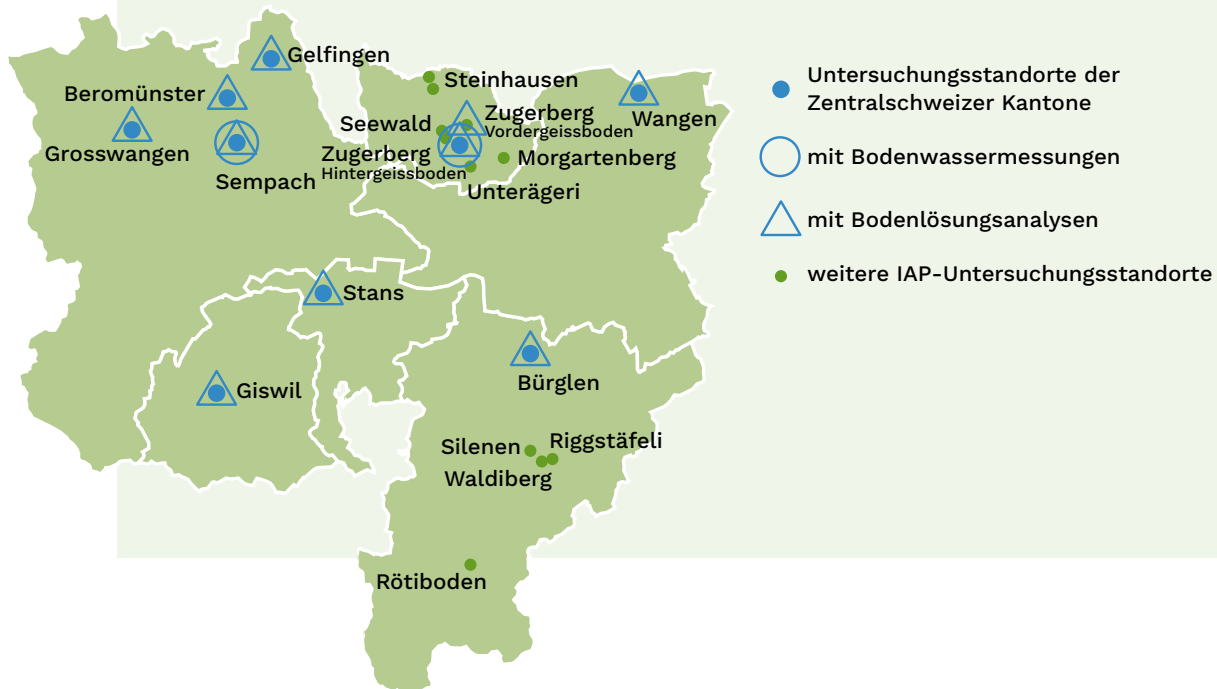 Gelfingen
Beromünster
Grosswangen
Sempach
Steinhausen
Seewald
Zugerberg
Vordergeissboden
Zugerberg
Hintergeissboden
Morgartenberg
Unterägeri
Wangen
Stans
Giswil
Bürglen
Silenen
Riggstäfeli
Waldiberg
Rötiboden
Untersuchungsstandorte der
Zentralschweizer Kantone
mit Bodenwassermessungen
mit Bodenlösungsanalysen
weitere IAP-Untersuchungsstandorte